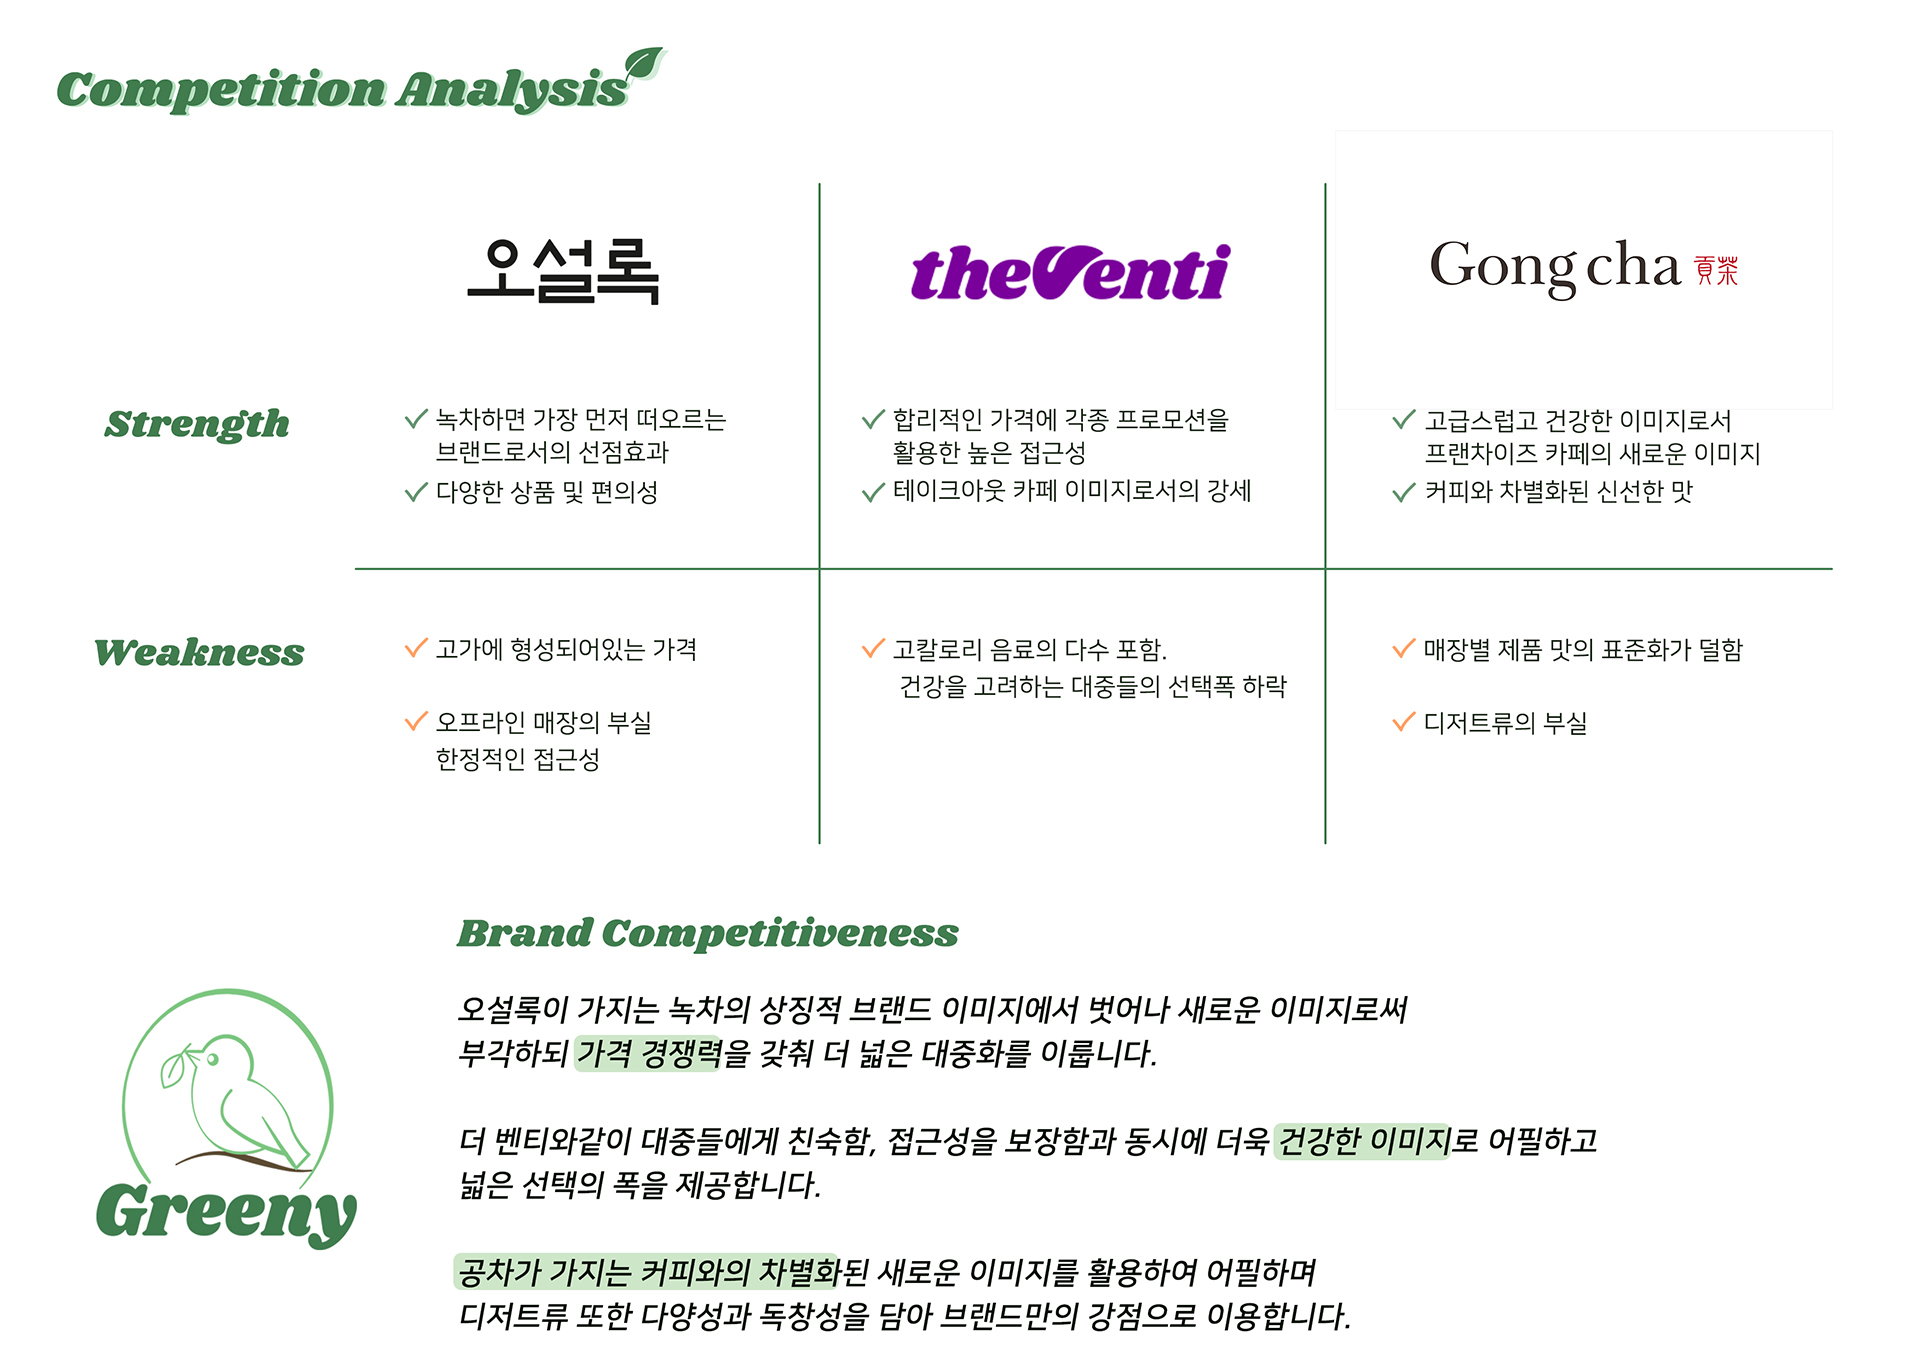 Competition Analysis
오설록
theVenti
Gong cha 貢茶
Strength
녹차하면 가장 먼저 떠오르는
브랜드로서의 선점효과
다양한 상품 및 편의성
합리적인 가격에 각종 프로모션을
활용한 높은 접근성
테이크아웃 카페 이미지로서의 강세
고급스럽고 건강한 이미지로서
프랜차이즈 카페의 새로운 이미지
커피와 차별화된 신선한 맛
Weakness
고가에 형성되어있는 가격
오프라인 매장의 부실
한정적인 접근성
고칼로리 음료의 다수 포함.
건강을 고려하는 대중들의 선택폭 하락
매장별 제품 맛의 표준화가 덜함
디저트류의 부실
Brand Competitiveness
오설록이 가지는 녹차의 상징적 브랜드 이미지에서 벗어나 새로운 이미지로써
부각하되 가격 경쟁력을 갖춰 더 넓은 대중화를 이룹니다.
더 벤티와같이 대중들에게 친숙함, 접근성을 보장함과 동시에 더욱 건강한 이미지로 어필하고
넓은 선택의 폭을 제공합니다.
공차가 가지는 커피와의 차별화된 새로운 이미지를 활용하여 어필하며
디저트류 또한 다양성과 독창성을 담아 브랜드만의 강점으로 이용합니다.
Greeny